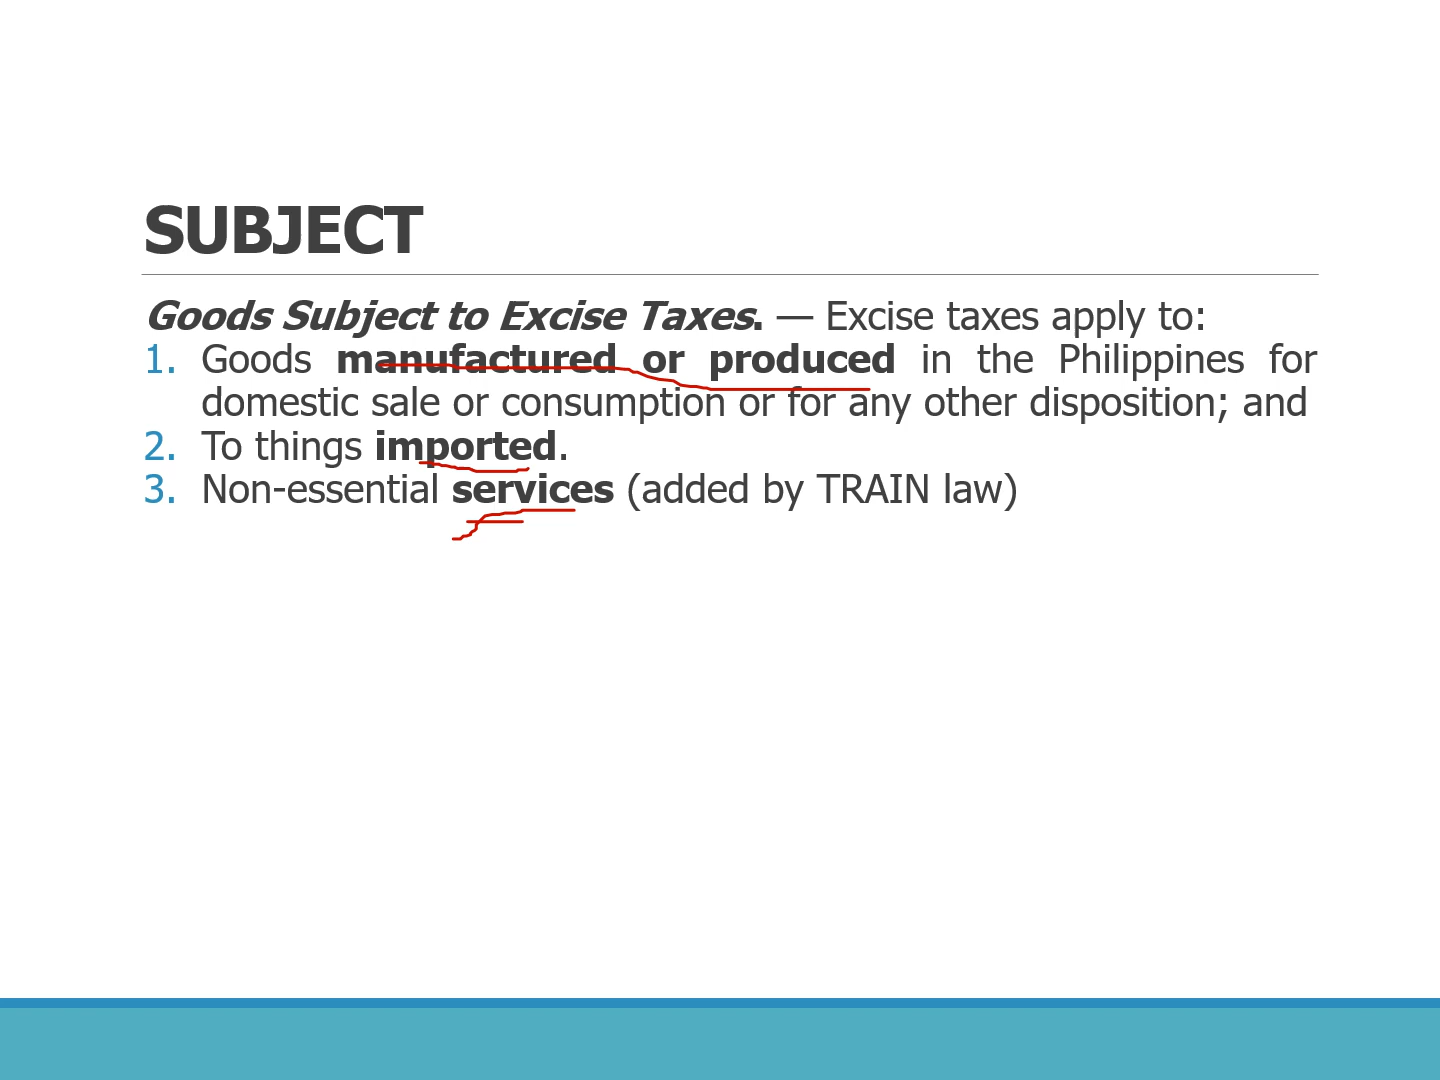 SUBJECT
Goods Subject to Excise Taxes. — Excise taxes apply to:
1. Goods manufactured or produced in the Philippines for
domestic sale or consumption or for any other disposition; and
2. To things imported.
3. Non-essential services (added by TRAIN law)